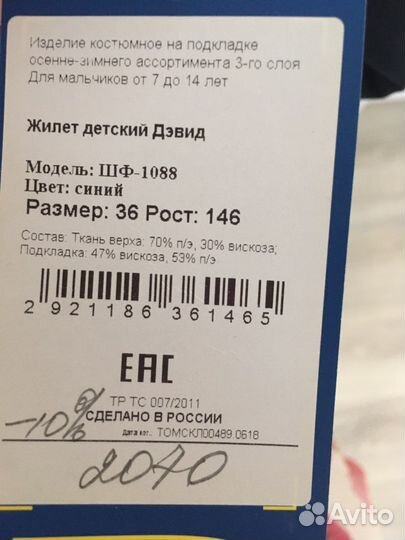 Изделие костюмное на подкладке
осенне-зимнего ассортимента 3-го слоя
Для мальчиков от 7 до 14 лет
Жилет детский Дэвид
Модель: ШФ-1088
Цвет: синий
Размер: 36 Рост: 146
Состав: Ткань верха: 70% п/э, 30% вискоза;
Подкладка: 47% вискоза, 53% п/э
2 921186 361465
ЕАС
ТР ТС 007/2011
-10%
СДЕЛАНО В РОССИИ
Дата изг.: ТОМСКЛ00489 0618
2070
Avito